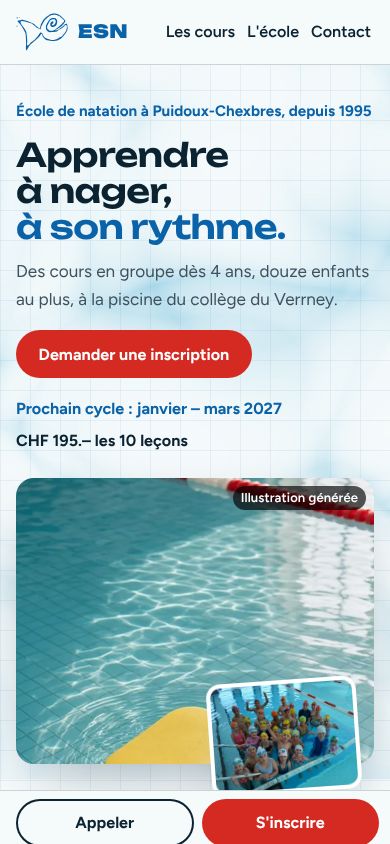 ESN
Les cours L'école Contact
École de natation à Puidoux-Chexbres, depuis 1995
Apprendre
à nager,
à son rythme.
Des cours en groupe dès 4 ans, douze enfants
au plus, à la piscine du collège du Verrney.
Demander une inscription
Prochain cycle : janvier – mars 2027
CHF 195.– les 10 leçons
Illustration générée
Appeler
S'inscrire